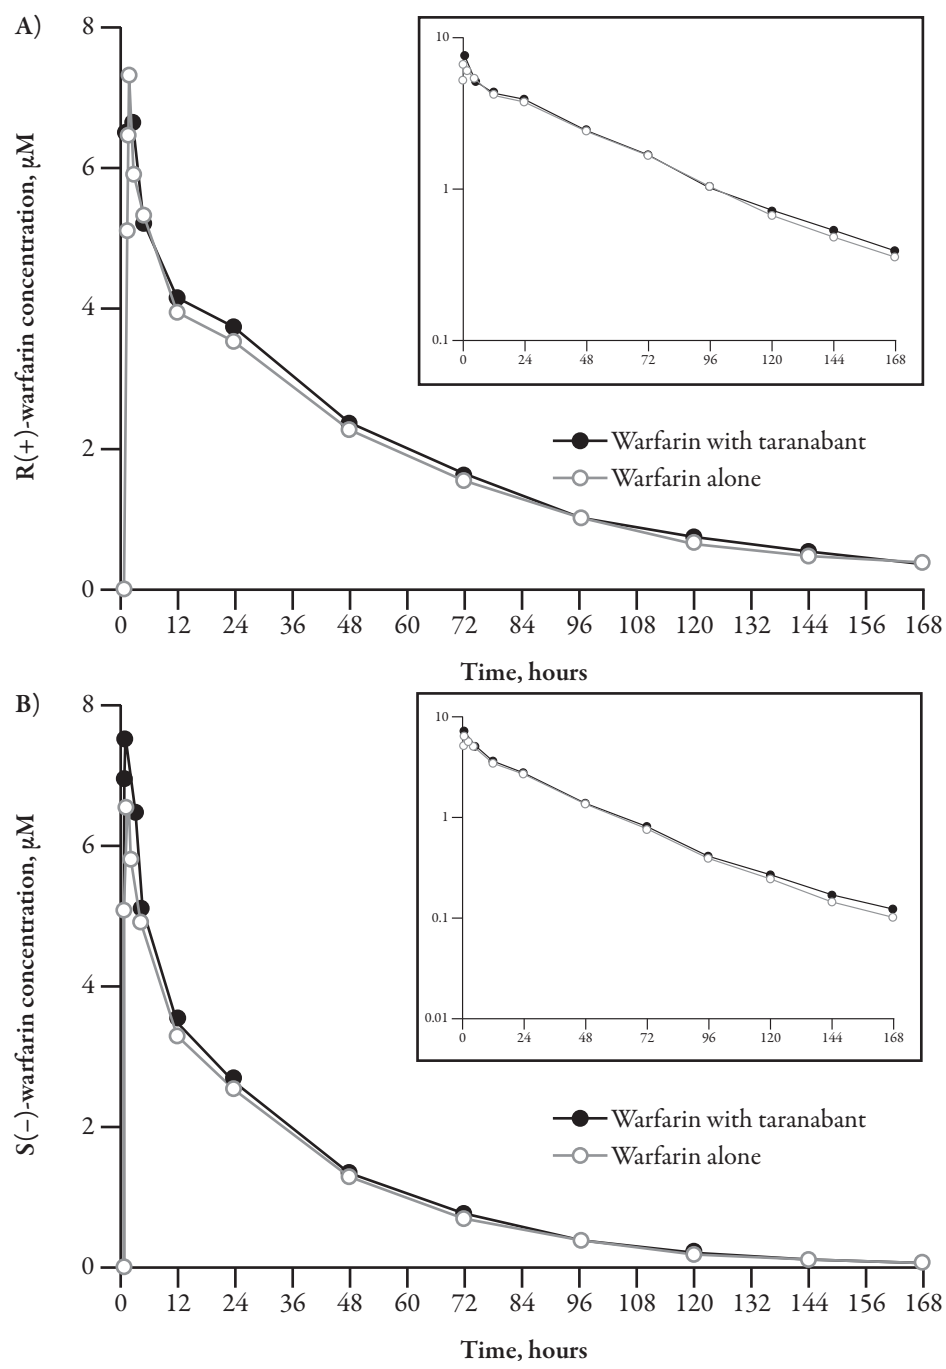 A)
R(+)-warfarin concentration, μM
8
6
4
2
0
0 12 24 36 48 60 72 84 96 108 120 132 144 156 168
Time, hours
10
1
0.1
0 24 48 72 96 120 144 168
Warfarin with taranabant
Warfarin alone
B)
S(−)-warfarin concentration, μM
8
6
4
2
0
0 12 24 36 48 60 72 84 96 108 120 132 144 156 168
Time, hours
10
1
0.1
0.01
0 24 48 72 96 120 144 168
Warfarin with taranabant
Warfarin alone